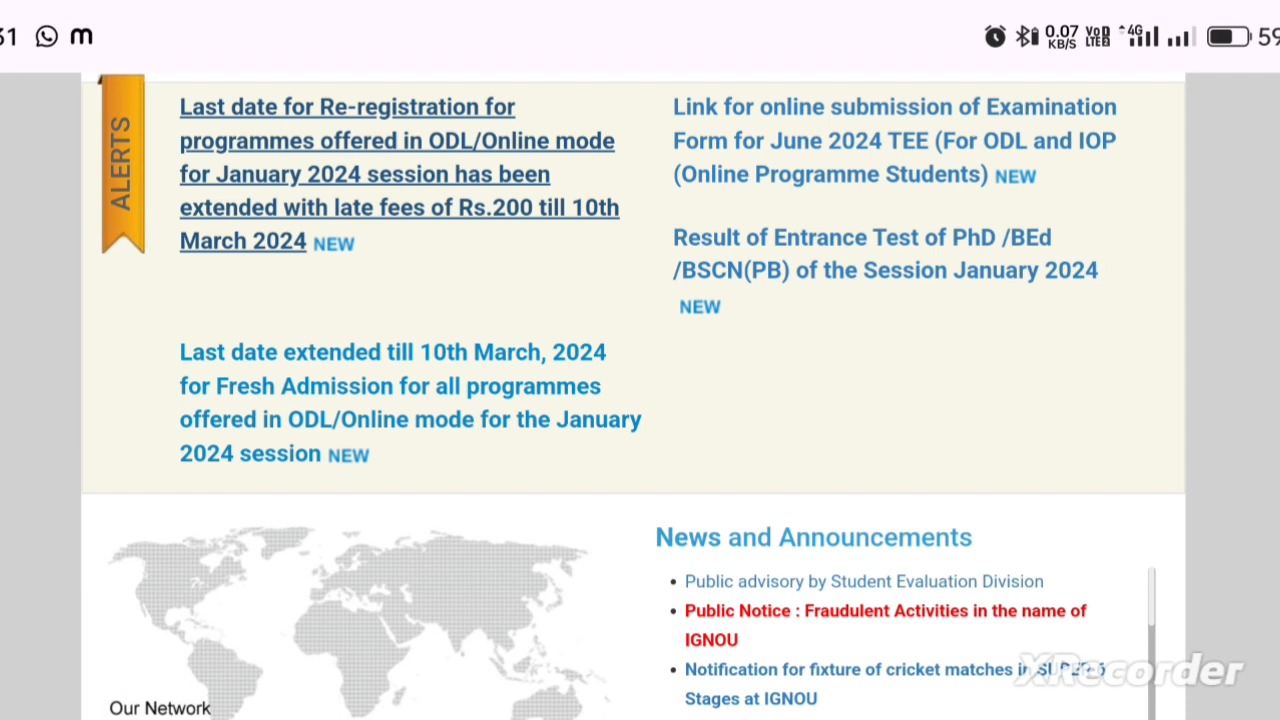 31 m 0.07 KB/S VoD LTE2 4G 59
ALERTS
Last date for Re-registration for
programmes offered in ODL/Online mode
for January 2024 session has been
extended with late fees of Rs.200 till 10th
March 2024 NEW
Last date extended till 10th March, 2024
for Fresh Admission for all programmes
offered in ODL/Online mode for the January
2024 session NEW
Link for online submission of Examination
Form for June 2024 TEE (For ODL and IOP
(Online Programme Students) NEW
Result of Entrance Test of PhD /BEd
/BSCN(PB) of the Session January 2024
NEW
Our Network
News and Announcements
• Public advisory by Student Evaluation Division
• Public Notice : Fraudulent Activities in the name of
IGNOU
• Notification for fixture of cricket matches in SUPER 6
Stages at IGNOU
XRecorder